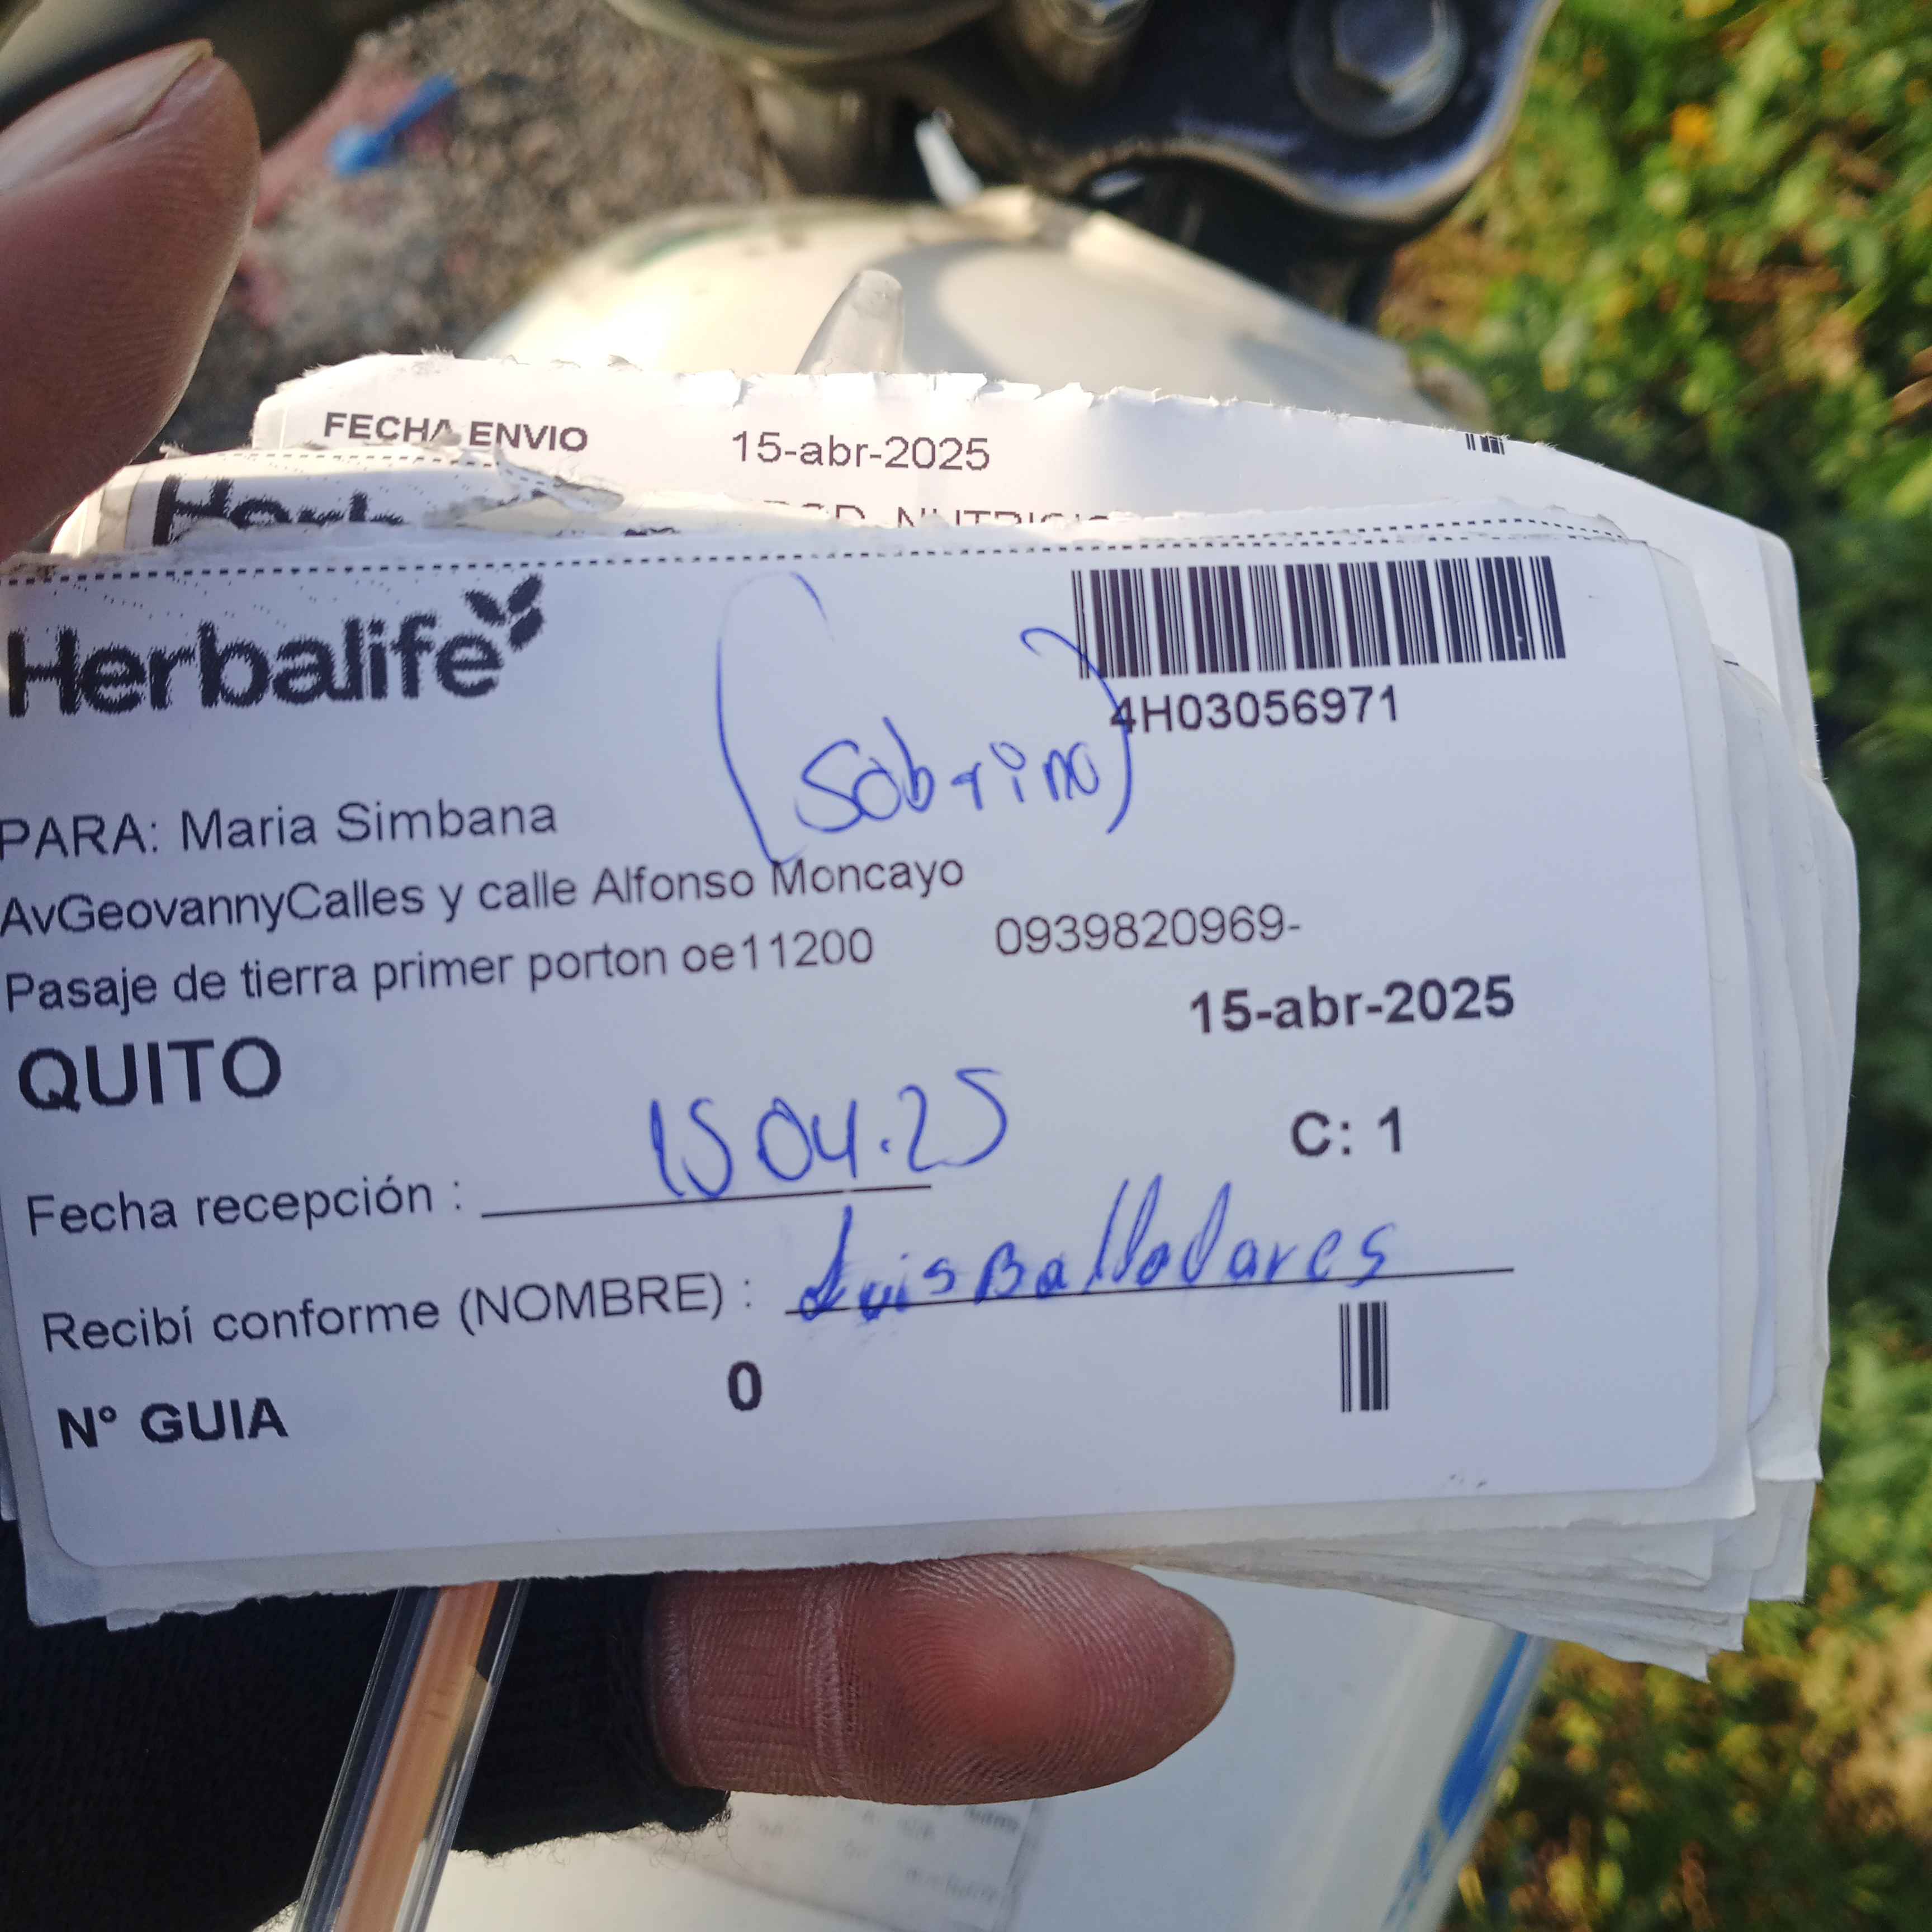 FECHA ENVIO 15-abr-2025
Herbalife
(Sobrino)
4H03056971
PARA: Maria Simbana
AvGeovannyCalles y calle Alfonso Moncayo
Pasaje de tierra primer porton oe11200 0939820969-
15-abr-2025
QUITO
C: 1
Fecha recepción : 15 04.25
Recibí conforme (NOMBRE) : Luis Balladares
N° GUIA 0